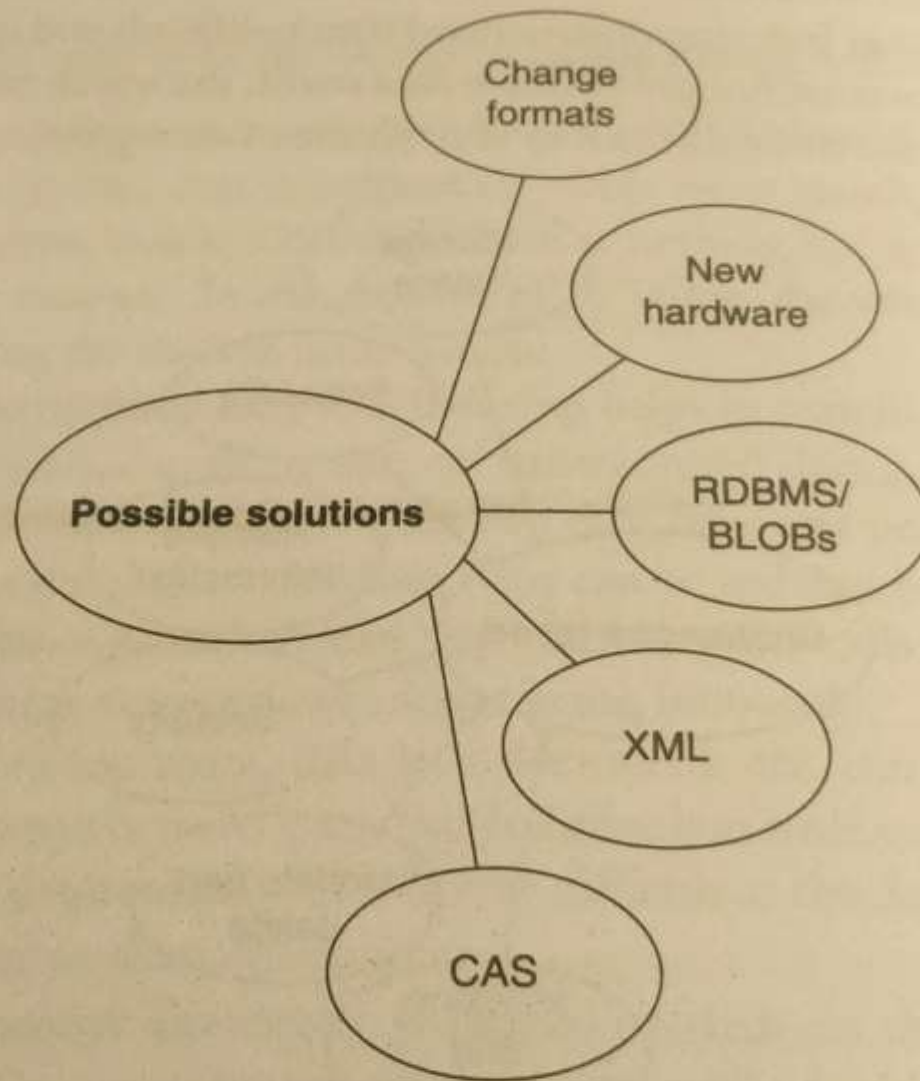 Change
formats
New
hardware
Possible solutions
RDBMS/
BLOBs
XML
CAS